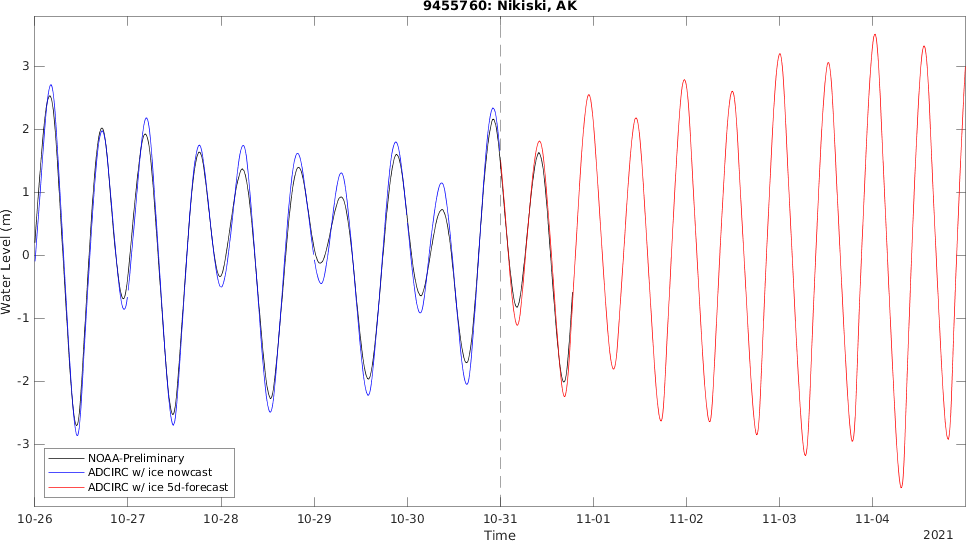 9455760: Nikiski, AK
3
2
1
0
-1
-2
-3
Water Level (m)
NOAA-Preliminary
ADCIRC w/ ice nowcast
ADCIRC w/ ice 5d-forecast
10-26 10-27 10-28 10-29 10-30 10-31 11-01 11-02 11-03 11-04
Time
2021